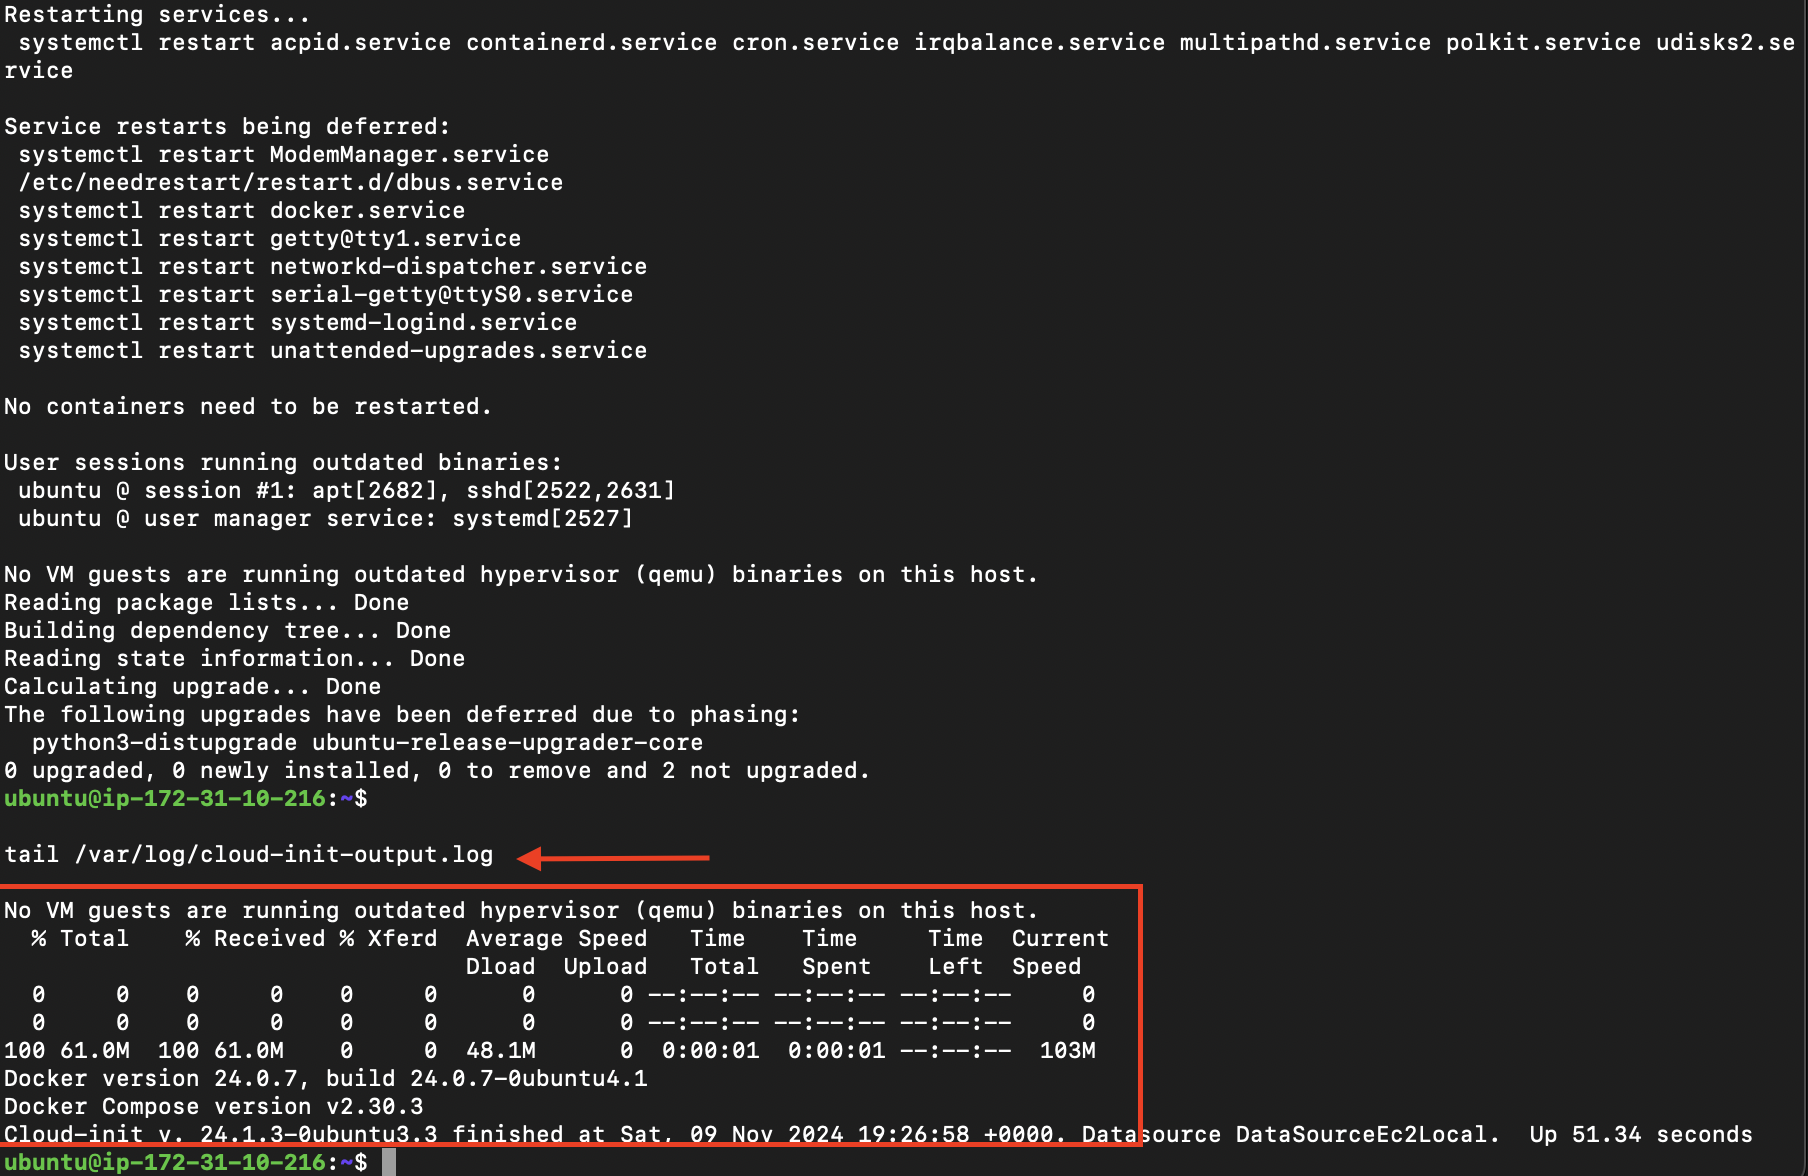 Restarting services...
 systemctl restart acpid.service containerd.service cron.service irqbalance.service multipathd.service polkit.service udisks2.se
rvice

Service restarts being deferred:
 systemctl restart ModemManager.service
 /etc/needrestart/restart.d/dbus.service
 systemctl restart docker.service
 systemctl restart getty@tty1.service
 systemctl restart networkd-dispatcher.service
 systemctl restart serial-getty@ttyS0.service
 systemctl restart systemd-logind.service
 systemctl restart unattended-upgrades.service

No containers need to be restarted.

User sessions running outdated binaries:
 ubuntu @ session #1: apt[2682], sshd[2522,2631]
 ubuntu @ user manager service: systemd[2527]

No VM guests are running outdated hypervisor (qemu) binaries on this host.
Reading package lists... Done
Building dependency tree... Done
Reading state information... Done
Calculating upgrade... Done
The following upgrades have been deferred due to phasing:
  python3-distupgrade ubuntu-release-upgrader-core
0 upgraded, 0 newly installed, 0 to remove and 2 not upgraded.
ubuntu@ip-172-31-10-216:~$

tail /var/log/cloud-init-output.log

No VM guests are running outdated hypervisor (qemu) binaries on this host.
  % Total    % Received % Xferd  Average Speed   Time    Time     Time  Current
                                 Dload  Upload   Total   Spent    Left  Speed
  0     0    0     0    0     0      0      0 --:--:-- --:--:-- --:--:--     0
  0     0    0     0    0     0      0      0 --:--:-- --:--:-- --:--:--     0
100 61.0M  100 61.0M    0     0  48.1M      0  0:00:01  0:00:01 --:--:--  103M
Docker version 24.0.7, build 24.0.7-0ubuntu4.1
Docker Compose version v2.30.3
Cloud-init v. 24.1.3-0ubuntu3.3 finished at Sat, 09 Nov 2024 19:26:58 +0000. Datasource DataSourceEc2Local.  Up 51.34 seconds
ubuntu@ip-172-31-10-216:~$